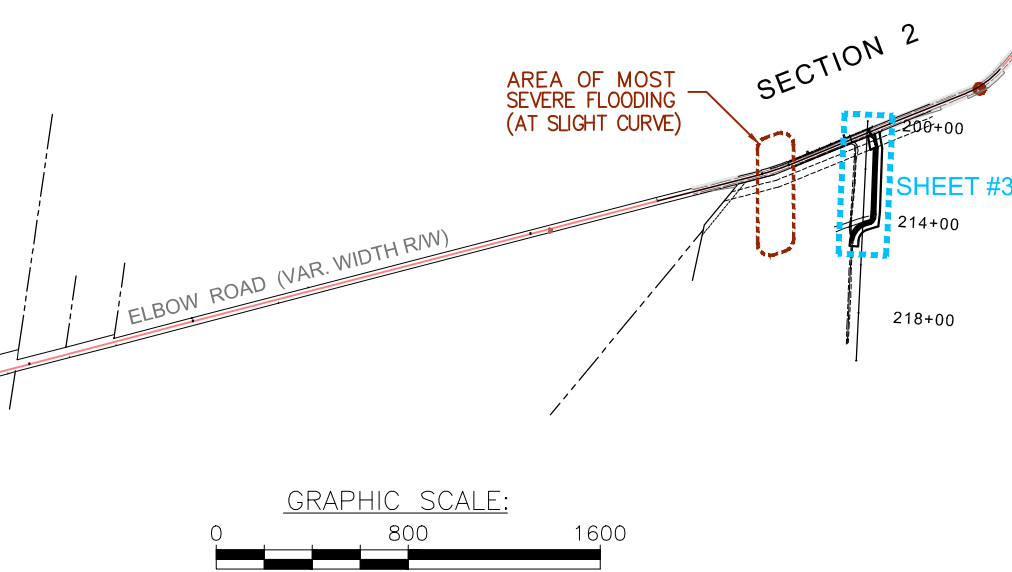 SECTION 2
AREA OF MOST
SEVERE FLOODING
(AT SLIGHT CURVE)
200+00
SHEET #3
214+00
ELBOW ROAD (VAR. WIDTH R/W)
218+00
GRAPHIC SCALE:
0 800 1600